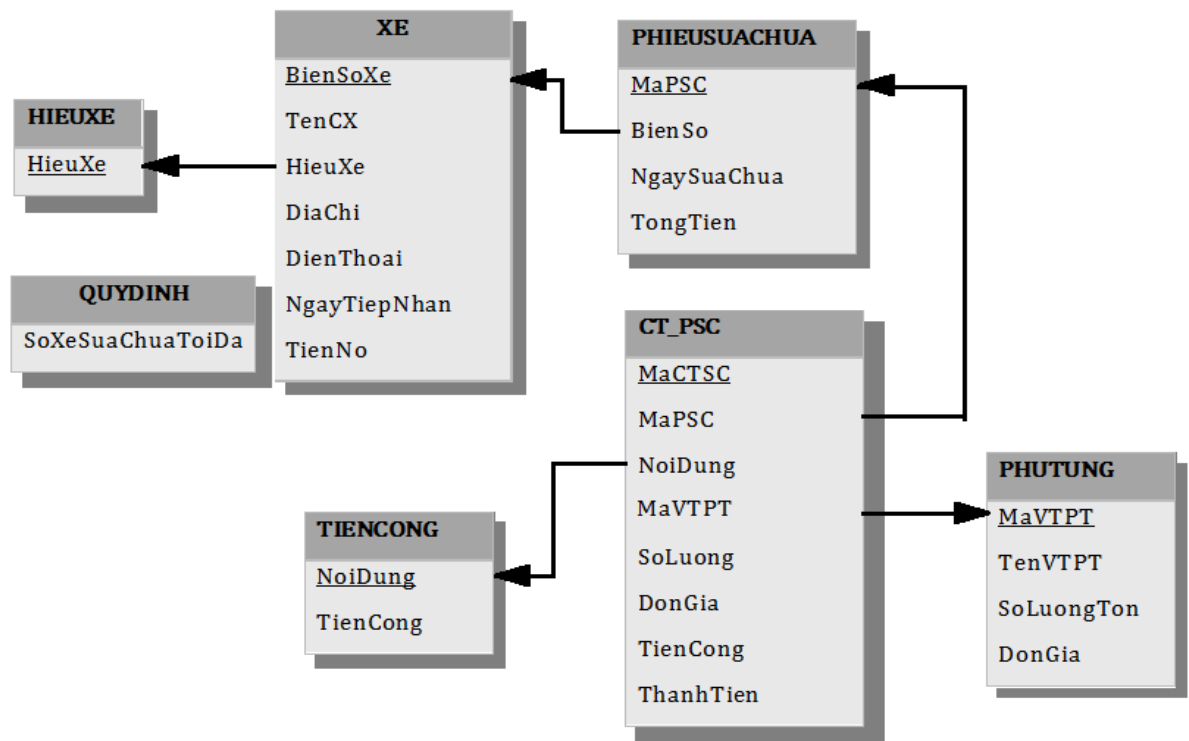 HIEUXE
HieuXe
QUYDINH
SoXeSuaChuaToiDa
XE
BienSoXe
TenCX
HieuXe
DiaChi
DienThoai
NgayTiepNhan
TienNo
PHIEUSUACHUA
MaPSC
BienSo
NgaySuaChua
TongTien
CT_PSC
MaCTSC
MaPSC
NoiDung
MaVTPT
SoLuong
DonGia
TienCong
ThanhTien
TIENCONG
NoiDung
TienCong
PHUTUNG
MaVTPT
TenVTPT
SoLuongTon
DonGia